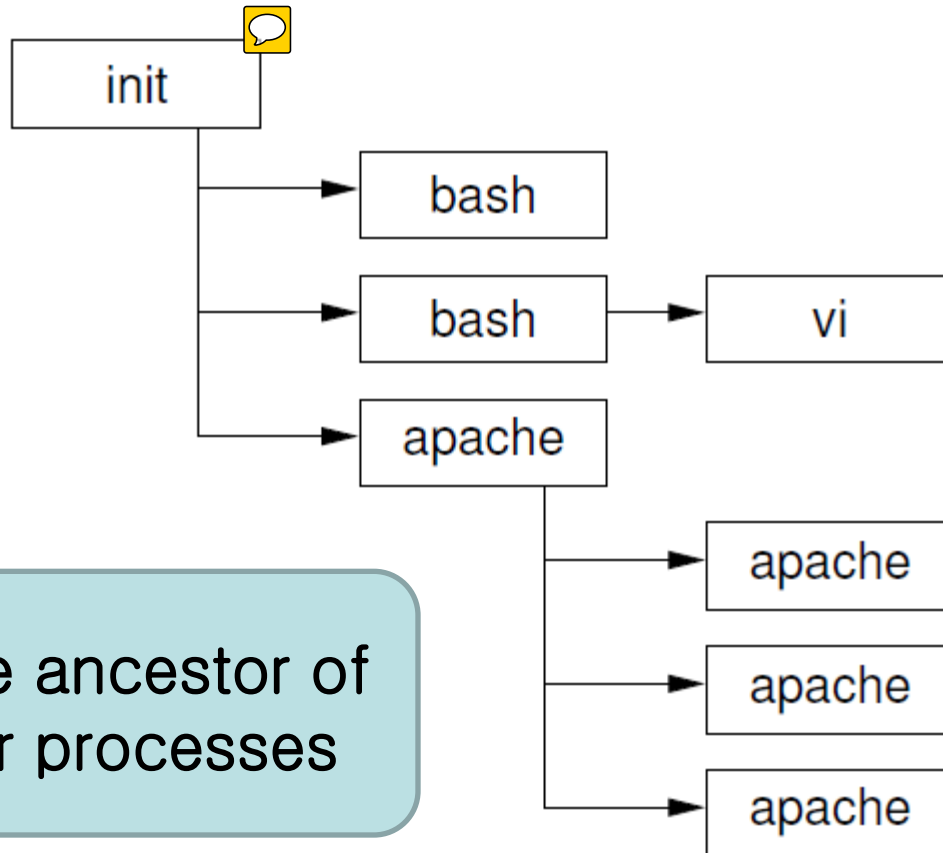 init
bash
bash
vi
apache
apache
apache
apache
ancestor of
processes